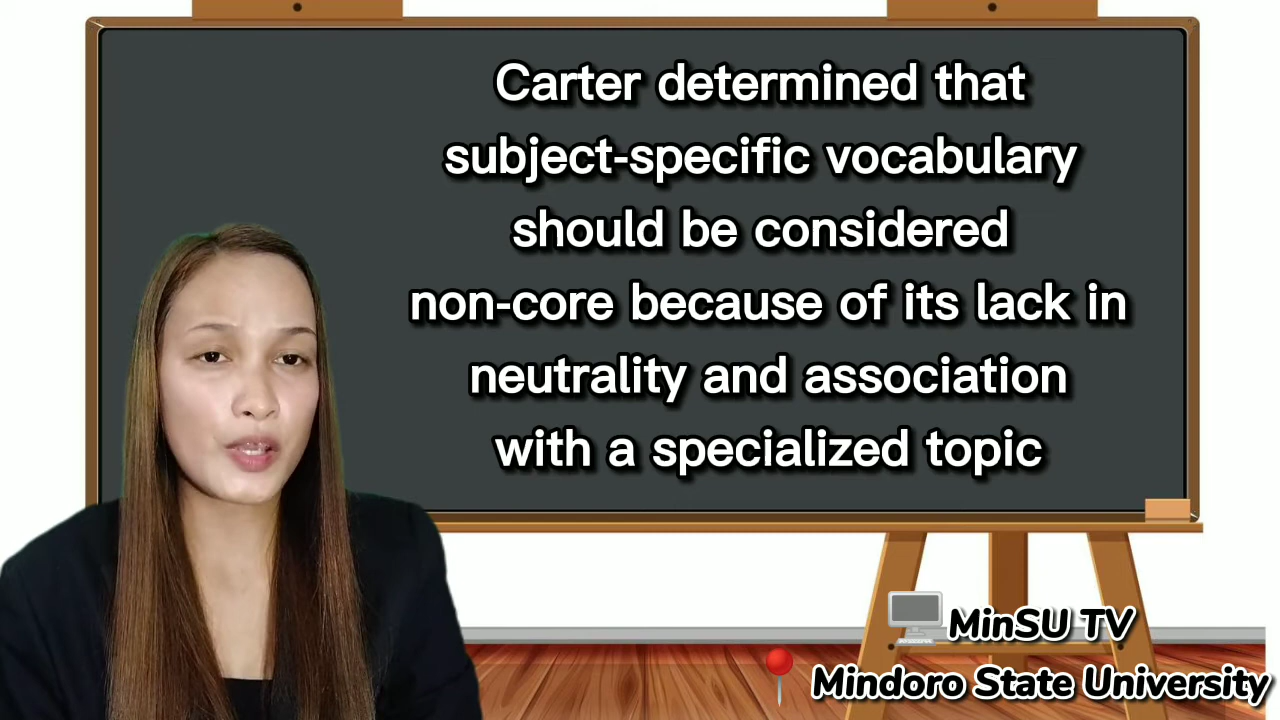 Carter determined that
subject-specific vocabulary
should be considered
non-core because of its lack in
neutrality and association
with a specialized topic
MinSU TV
Mindoro State University